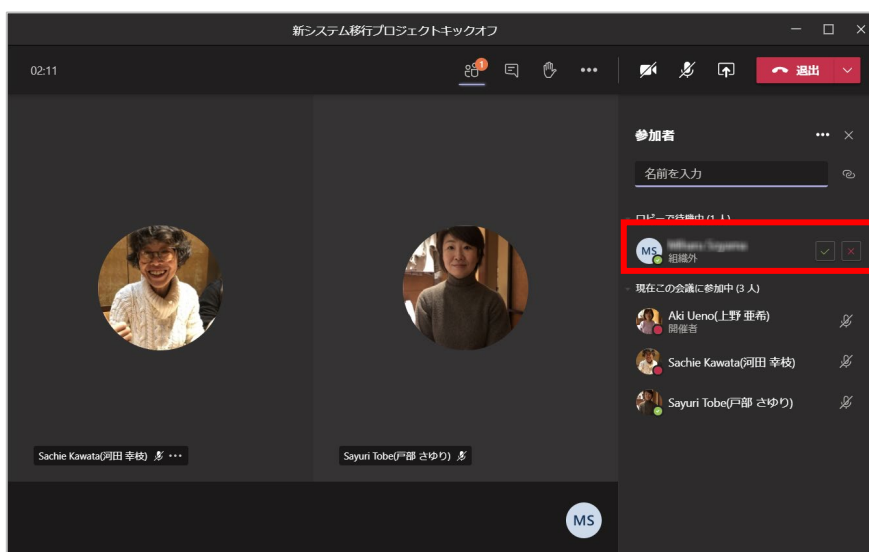 新システム移行プロジェクトキックオフ
02:11
1
退出
参加者
名前を入力
ロビーで待機中 (1 人)
MS
組織外
現在この会議に参加中 (3 人)
Aki Ueno(上野 亜希)
開催者
Sachie Kawata(河田 幸枝)
Sayuri Tobe(戸部 さゆり)
Sachie Kawata(河田 幸枝)
Sayuri Tobe(戸部 さゆり)
MS